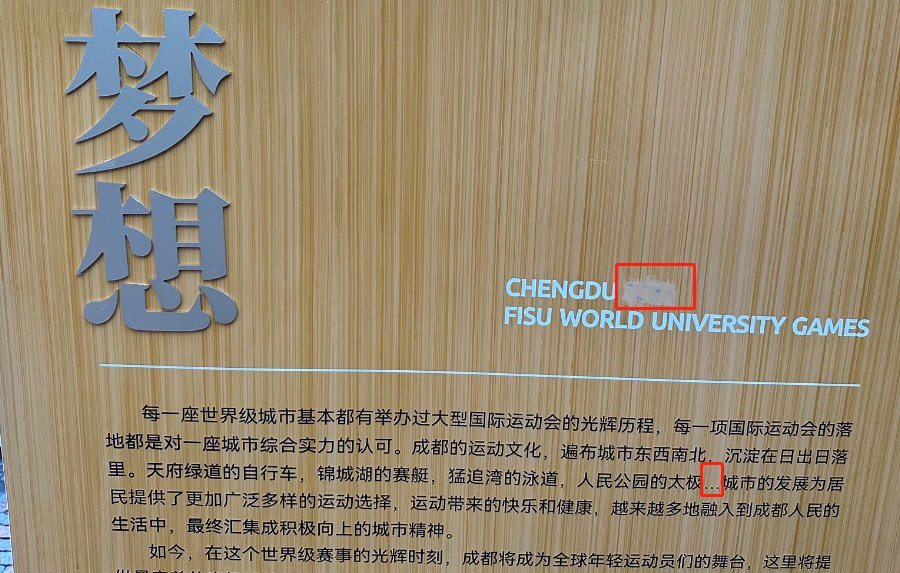 梦想
CHENGDU
FISU WORLD UNIVERSITY GAMES
每一座世界级城市基本都有举办过大型国际运动会的光辉历程，每一项国际运动会的落
地都是对一座城市综合实力的认可。成都的运动文化，遍布城市东西南北，沉淀在日出日落
里。天府绿道的自行车，锦城湖的赛艇，猛追湾的泳道，人民公园的太极…城市的发展为居
民提供了更加广泛多样的运动选择，运动带来的快乐和健康，越来越多地融入到成都人民的
生活中，最终汇集成积极向上的城市精神。
如今，在这个世界级赛事的光辉时刻，成都将成为全球年轻运动员们的舞台，这里将提